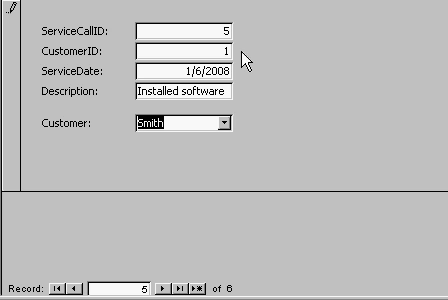 ServiceCallID: 5
CustomerID: 1
ServiceDate: 1/6/2008
Description: Installed software
Customer: Smith
Record: 5 of 6